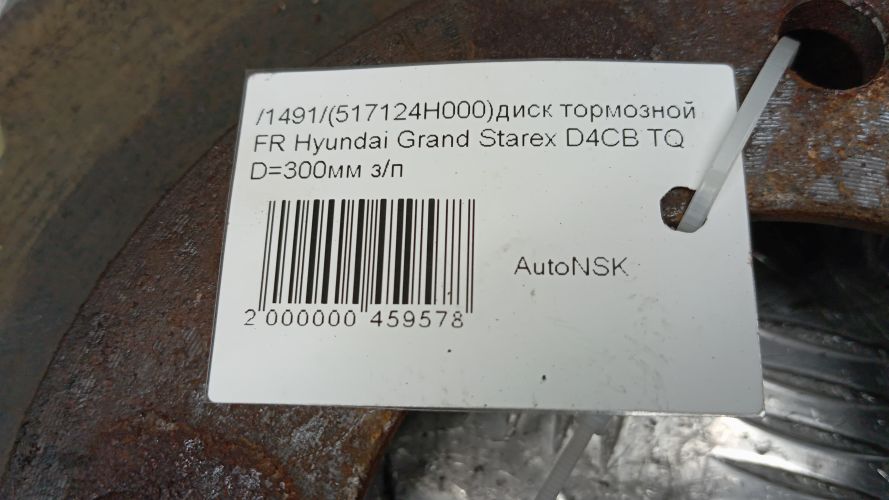 /1491/(517124H000)диск тормозной
FR Hyundai Grand Starex D4CB TQ
D=300мм з/п
AutoNSK
2 000000 459578